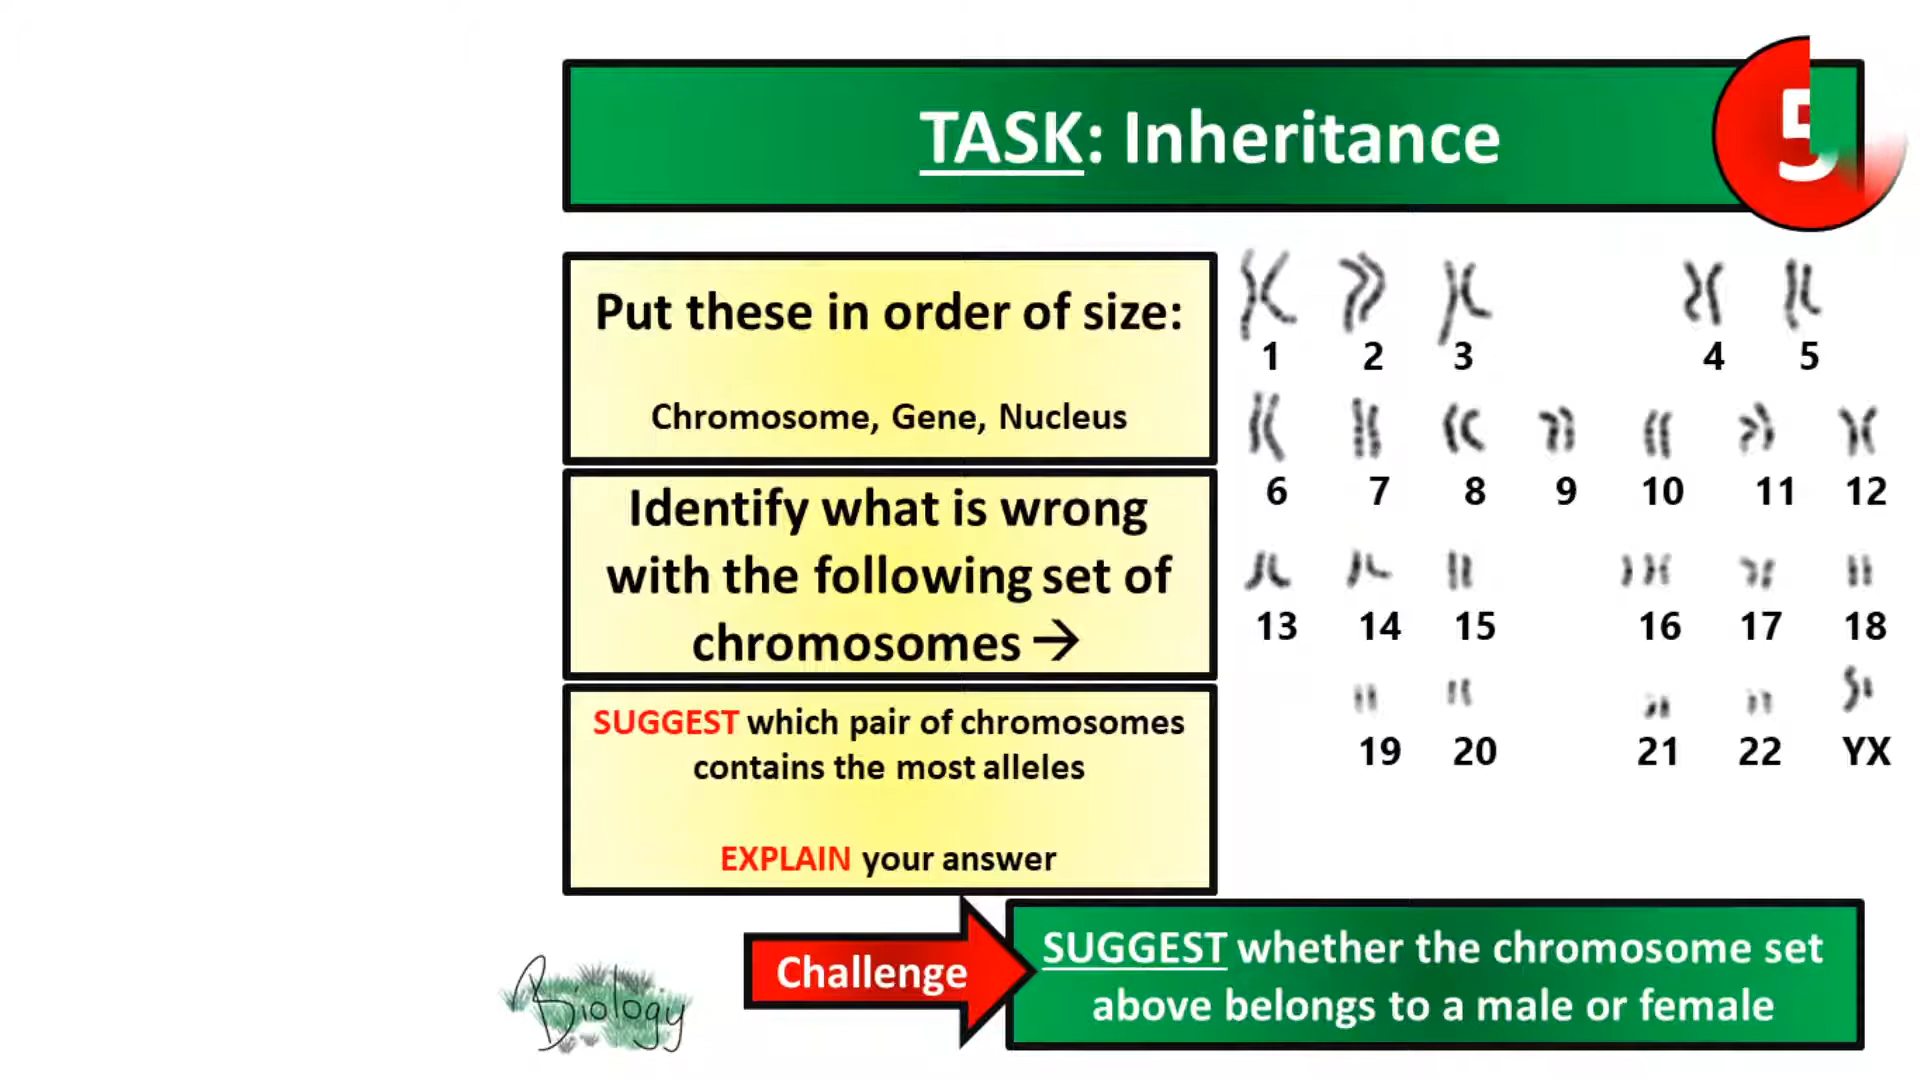 TASK: Inheritance
5
Put these in order of size:
Chromosome, Gene, Nucleus
Identify what is wrong
with the following set of
chromosomes →
SUGGEST which pair of chromosomes
contains the most alleles
EXPLAIN your answer
1 2 3 4 5
6 7 8 9 10 11 12
13 14 15 16 17 18
19 20 21 22 YX
Challenge
SUGGEST whether the chromosome set
above belongs to a male or female
Biology